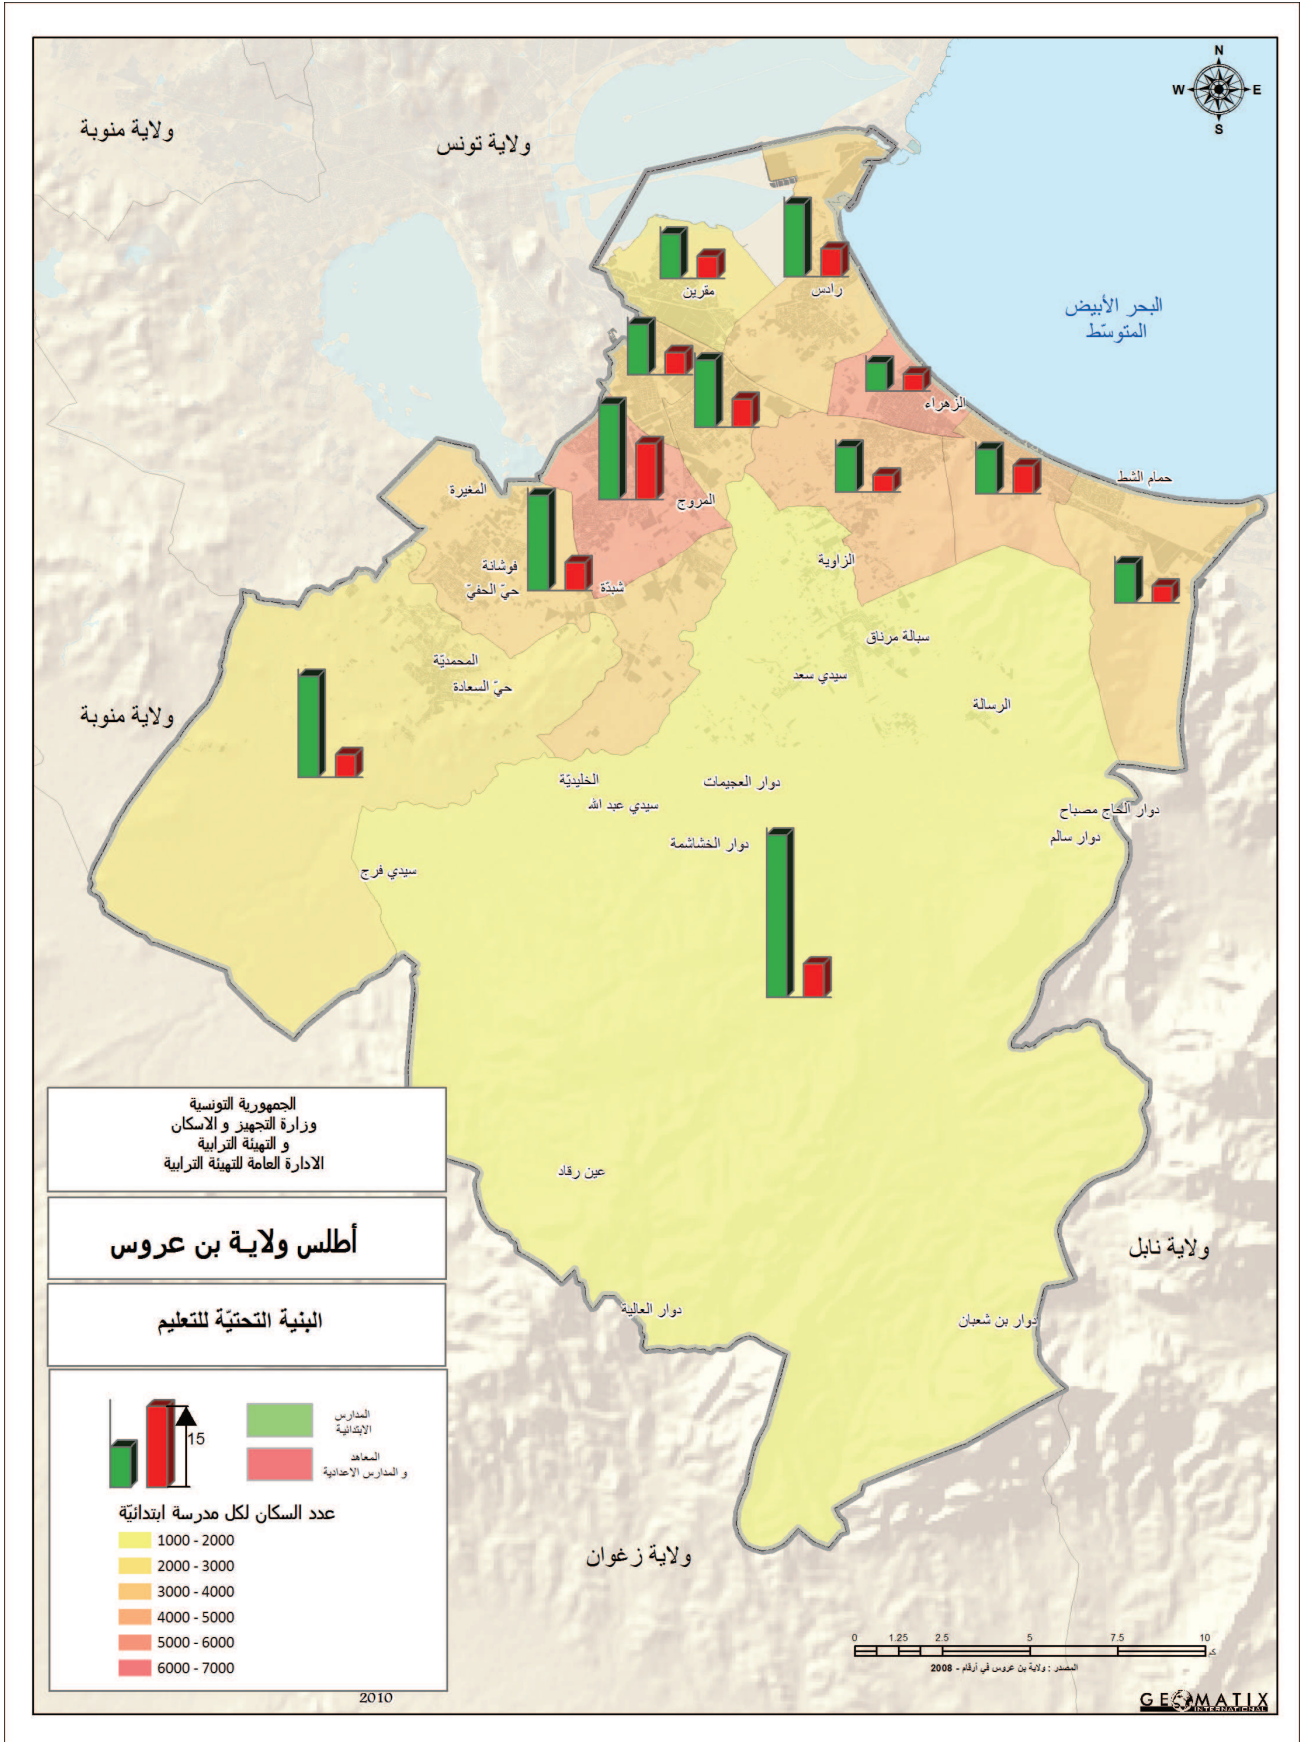 N
W
E
S
ولاية منوبة
ولاية تونس
البحر الأبيض
المتوسّط
مقرين
رادس
الزهراء
حمام الشط
المغيرة
المروج
فوشانة
حيّ الحفيّ
شبدّة
الزاوية
سبالة مرناق
سيدي سعد
الرسالة
المحمديّة
حيّ السعادة
ولاية منوبة
الخليديّة
سيدي عبد الله
دوار العجيمات
دوار الحاج مصباح
دوار سالم
دوار الخشاشمة
سيدي فرج
عين رقاد
ولاية نابل
دوار العالية
دوار بن شعبان
ولاية زغوان
الجمهورية التونسية
وزارة التجهيز و الاسكان
و التهيئة الترابية
الادارة العامة للتهيئة الترابية
أطلس ولايـة بن عروس
البنية التحتيّة للتعليم
15
المدارس
الابتدائية
المعاهد
و المدارس الاعدادية
عدد السكان لكل مدرسة ابتدائيّة
1000 - 2000
2000 - 3000
3000 - 4000
4000 - 5000
5000 - 6000
6000 - 7000
2010
0 1.25 2.5 5 7.5 10
كم
المصدر : ولاية بن عروس في أرقام - 2008
GEOMATIX
INTERNATIONAL